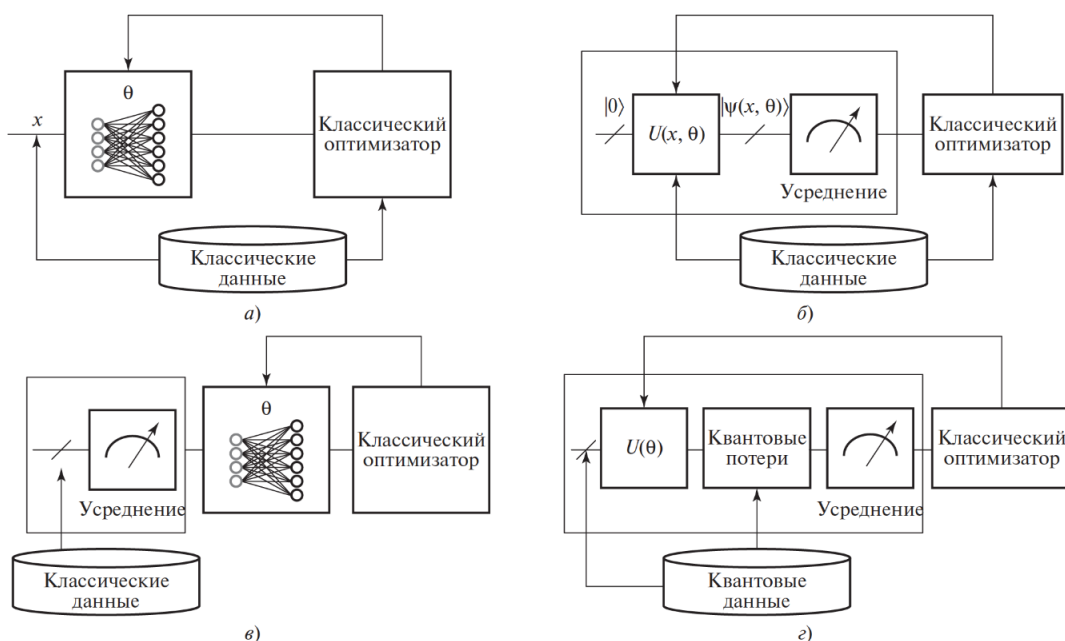 x
θ
Классический
оптимизатор
Классические
данные
а)
|0⟩
U(x, θ)
|ψ(x, θ)⟩
Усреднение
Классический
оптимизатор
Классические
данные
б)
Усреднение
θ
Классический
оптимизатор
Классические
данные
в)
U(θ)
Квантовые
потери
Усреднение
Классический
оптимизатор
Квантовые
данные
г)